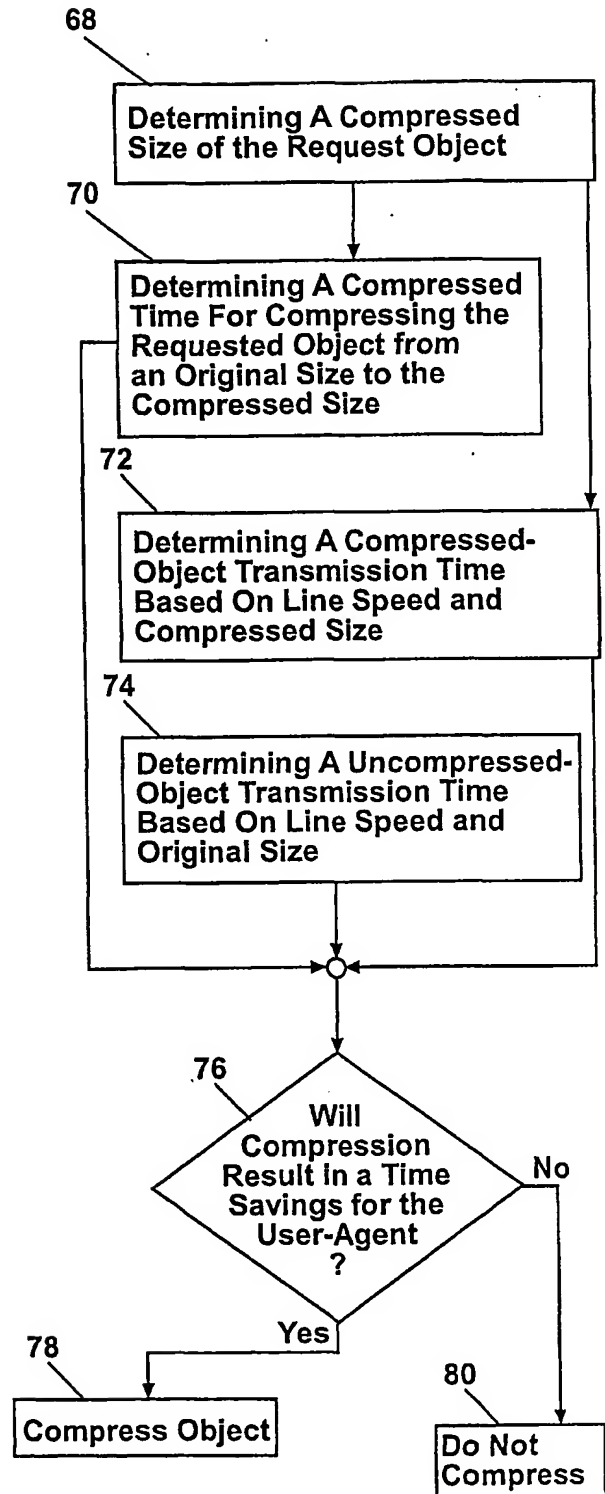 68
Determining A Compressed
Size of the Request Object
70
Determining A Compressed
Time For Compressing the
Requested Object from
an Original Size to the
Compressed Size
72
Determining A Compressed-
Object Transmission Time
Based On Line Speed and
Compressed Size
74
Determining A Uncompressed-
Object Transmission Time
Based On Line Speed and
Original Size
76
Will
Compression
Result In a Time
Savings for the
User-Agent
?
No
Yes
78
Compress Object
80
Do Not
Compress